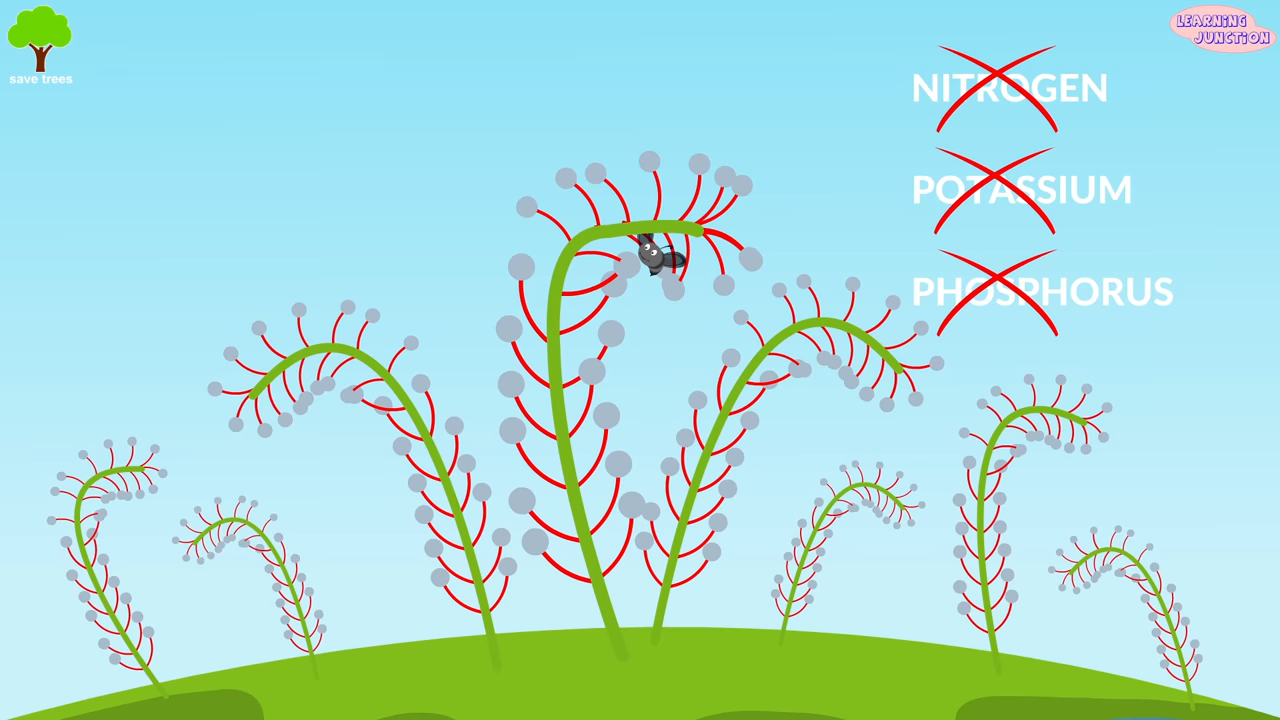 save trees
LEARNING
JUNCTION
NITROGEN
POTASSIUM
PHOSPHORUS